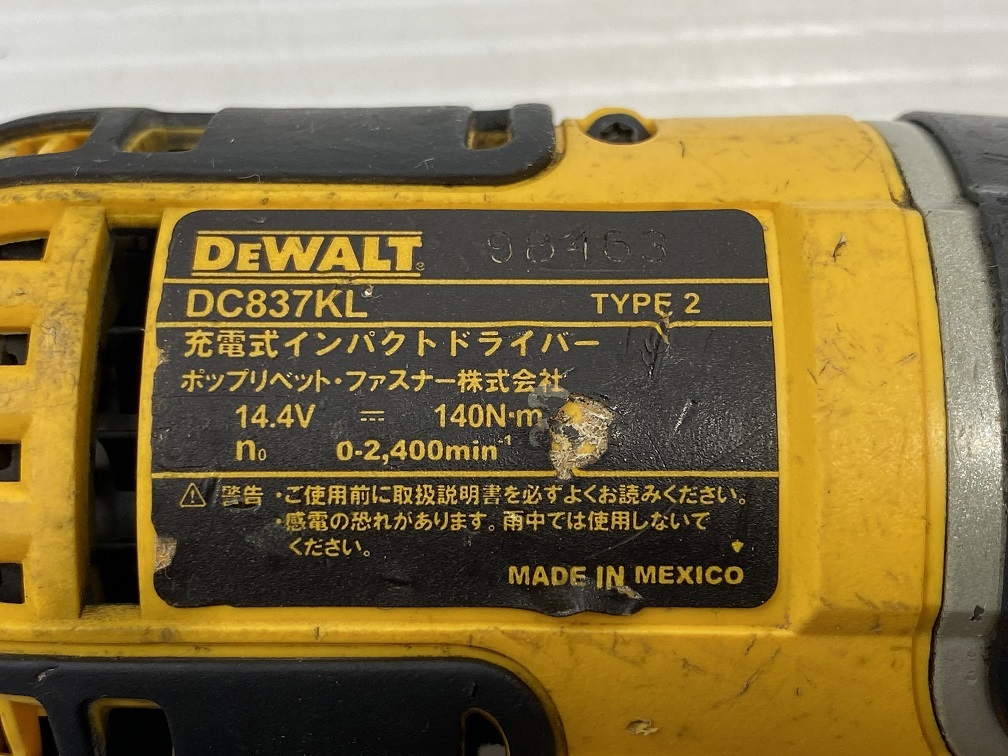 DEWALT 98463
DC837KL TYPE 2
充電式インパクトドライバー
ポップリベット・ファスナー株式会社
14.4V ⎓ 140N·m
n₀ 0-2,400min⁻¹
⚠ 警告 ・ご使用前に取扱説明書を必ずよくお読みください。
・感電の恐れがあります。雨中では使用しないで
ください。
MADE IN MEXICO